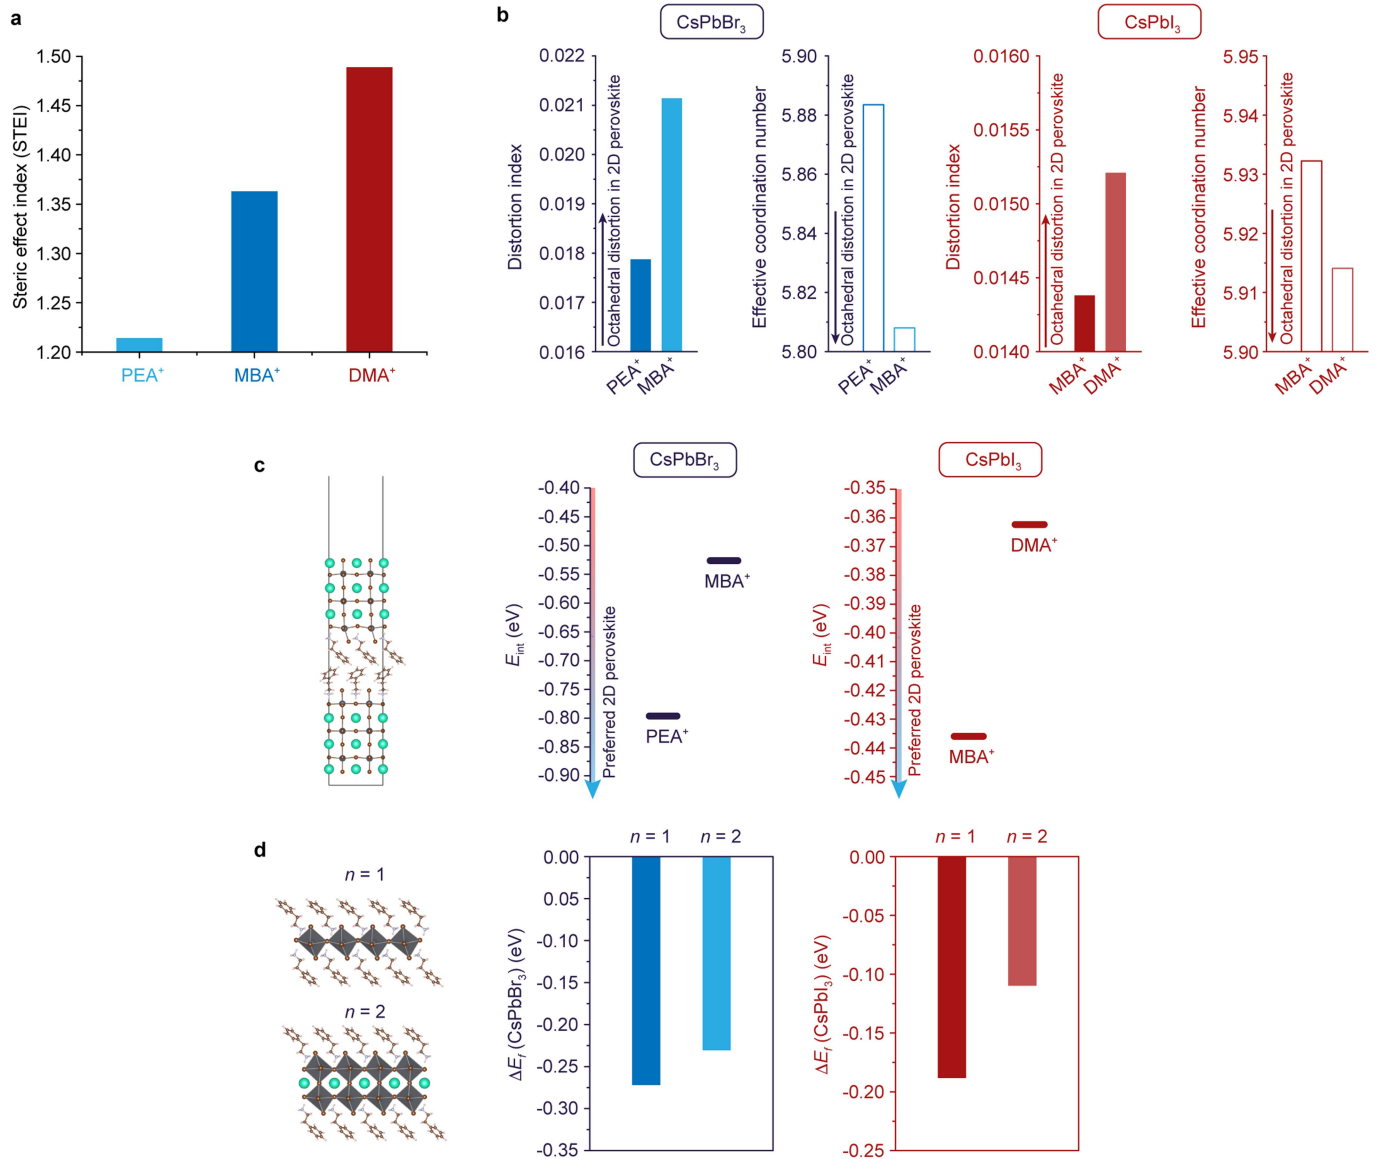 a
Steric effect index (STEI)
1.50
1.45
1.40
1.35
1.30
1.25
1.20
PEA⁺
MBA⁺
DMA⁺
b
CsPbBr₃
Distortion index
0.022
0.021
0.020
0.019
0.018
0.017
0.016
Octahedral distortion in 2D perovskite
PEA⁺
MBA⁺
Effective coordination number
5.90
5.88
5.86
5.84
5.82
5.80
Octahedral distortion in 2D perovskite
PEA⁺
MBA⁺
CsPbI₃
Distortion index
0.0160
0.0155
0.0150
0.0145
0.0140
Octahedral distortion in 2D perovskite
MBA⁺
DMA⁺
Effective coordination number
5.95
5.94
5.93
5.92
5.91
5.90
Octahedral distortion in 2D perovskite
MBA⁺
DMA⁺
c
CsPbBr₃
E_int (eV)
-0.40
-0.45
-0.50
-0.55
-0.60
-0.65
-0.70
-0.75
-0.80
-0.85
-0.90
Preferred 2D perovskite
MBA⁺
PEA⁺
CsPbI₃
E_int (eV)
-0.35
-0.36
-0.37
-0.38
-0.39
-0.40
-0.41
-0.42
-0.43
-0.44
-0.45
Preferred 2D perovskite
DMA⁺
MBA⁺
d
n = 1
n = 2
n = 1
n = 2
ΔE_f (CsPbBr₃) (eV)
0.00
0.05
-0.10
-0.15
-0.20
-0.25
-0.30
-0.35
n = 1
n = 2
ΔE_f (CsPbI₃) (eV)
0.00
-0.05
-0.10
-0.15
-0.20
-0.25